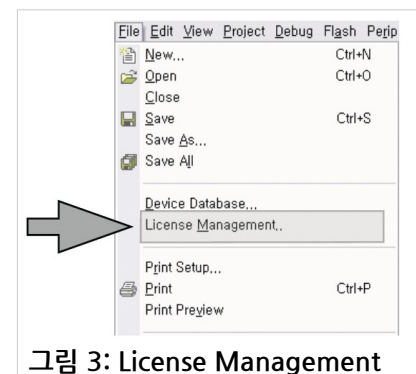 File Edit View Project Debug Flash Perip
New... Ctrl+N
Open Ctrl+O
Close
Save Ctrl+S
Save As...
Save All
Device Database...
License Management..
Print Setup...
Print Ctrl+P
Print Preview
그림 3: License Management